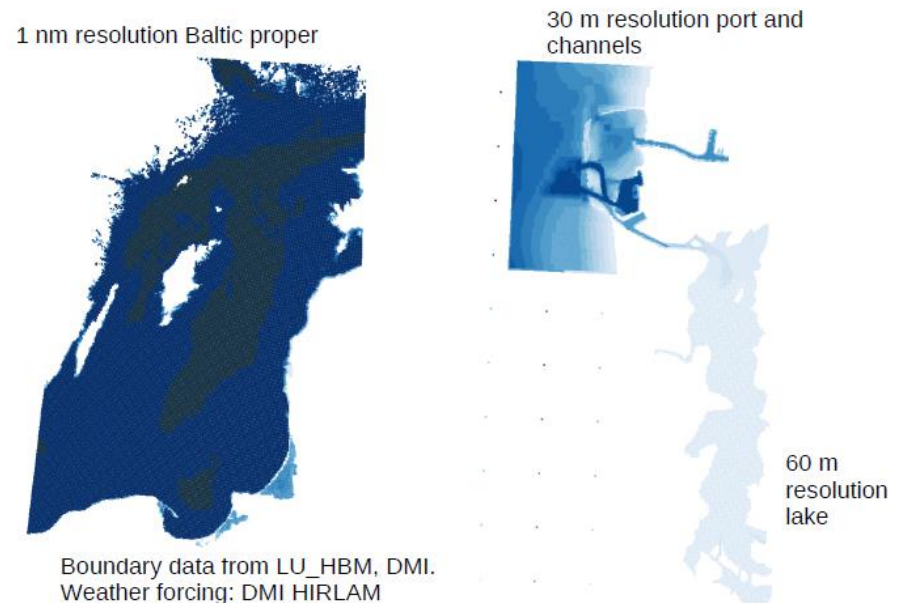 1 nm resolution Baltic proper
30 m resolution port and
channels
60 m
resolution
lake
Boundary data from LU_HBM, DMI.
Weather forcing: DMI HIRLAM